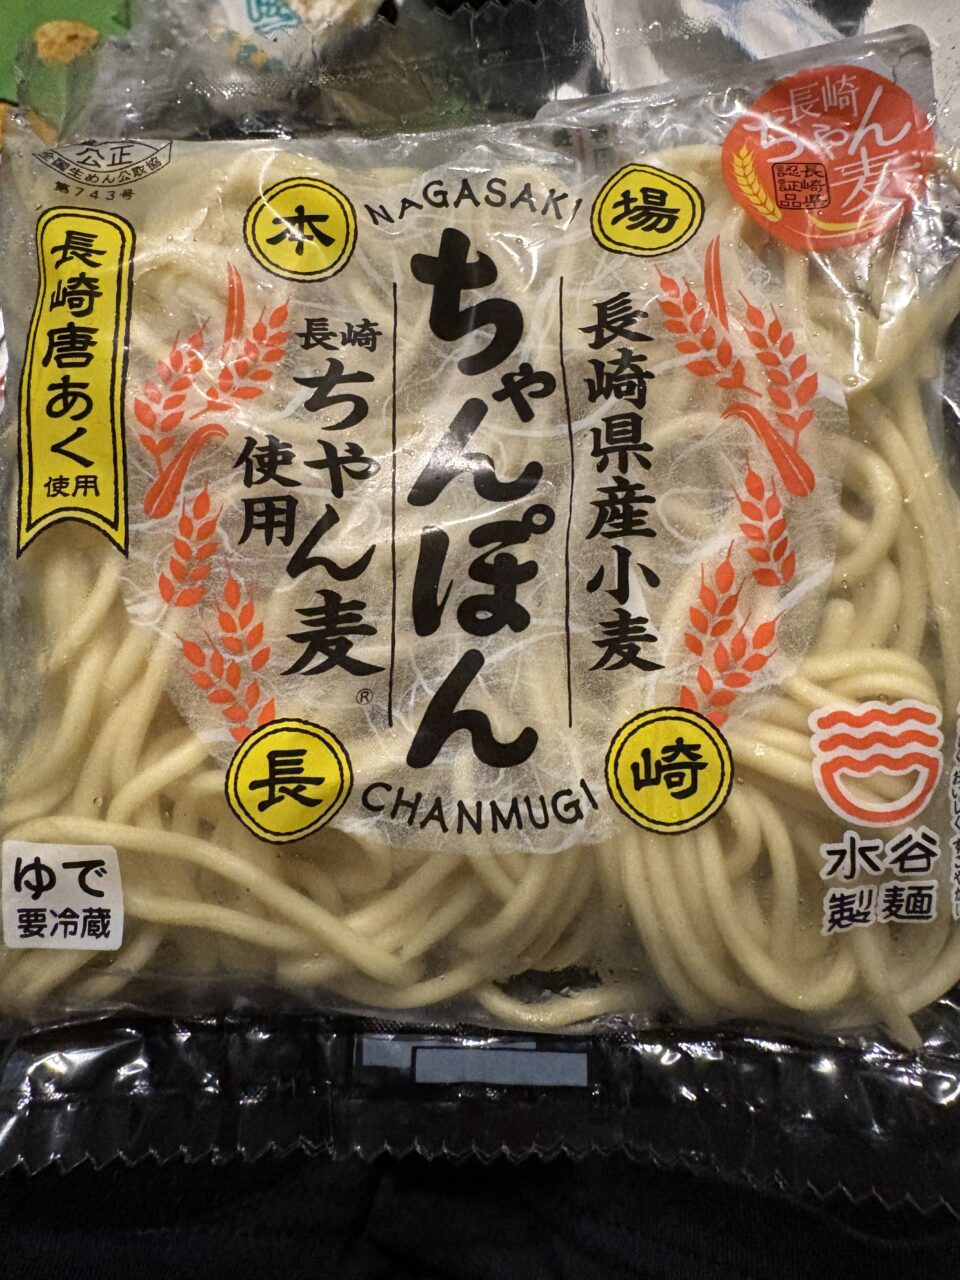 公正
全国生めん公取協
第743号
長崎
ちゃん麦
長崎県
認証品
本場
NAGASAKI
長崎唐あく
使用
長崎県産小麦
ちゃんぽん
長崎
ちゃん麦®
使用
長崎
CHANMUGI
ゆで
要冷蔵
水谷
製麺